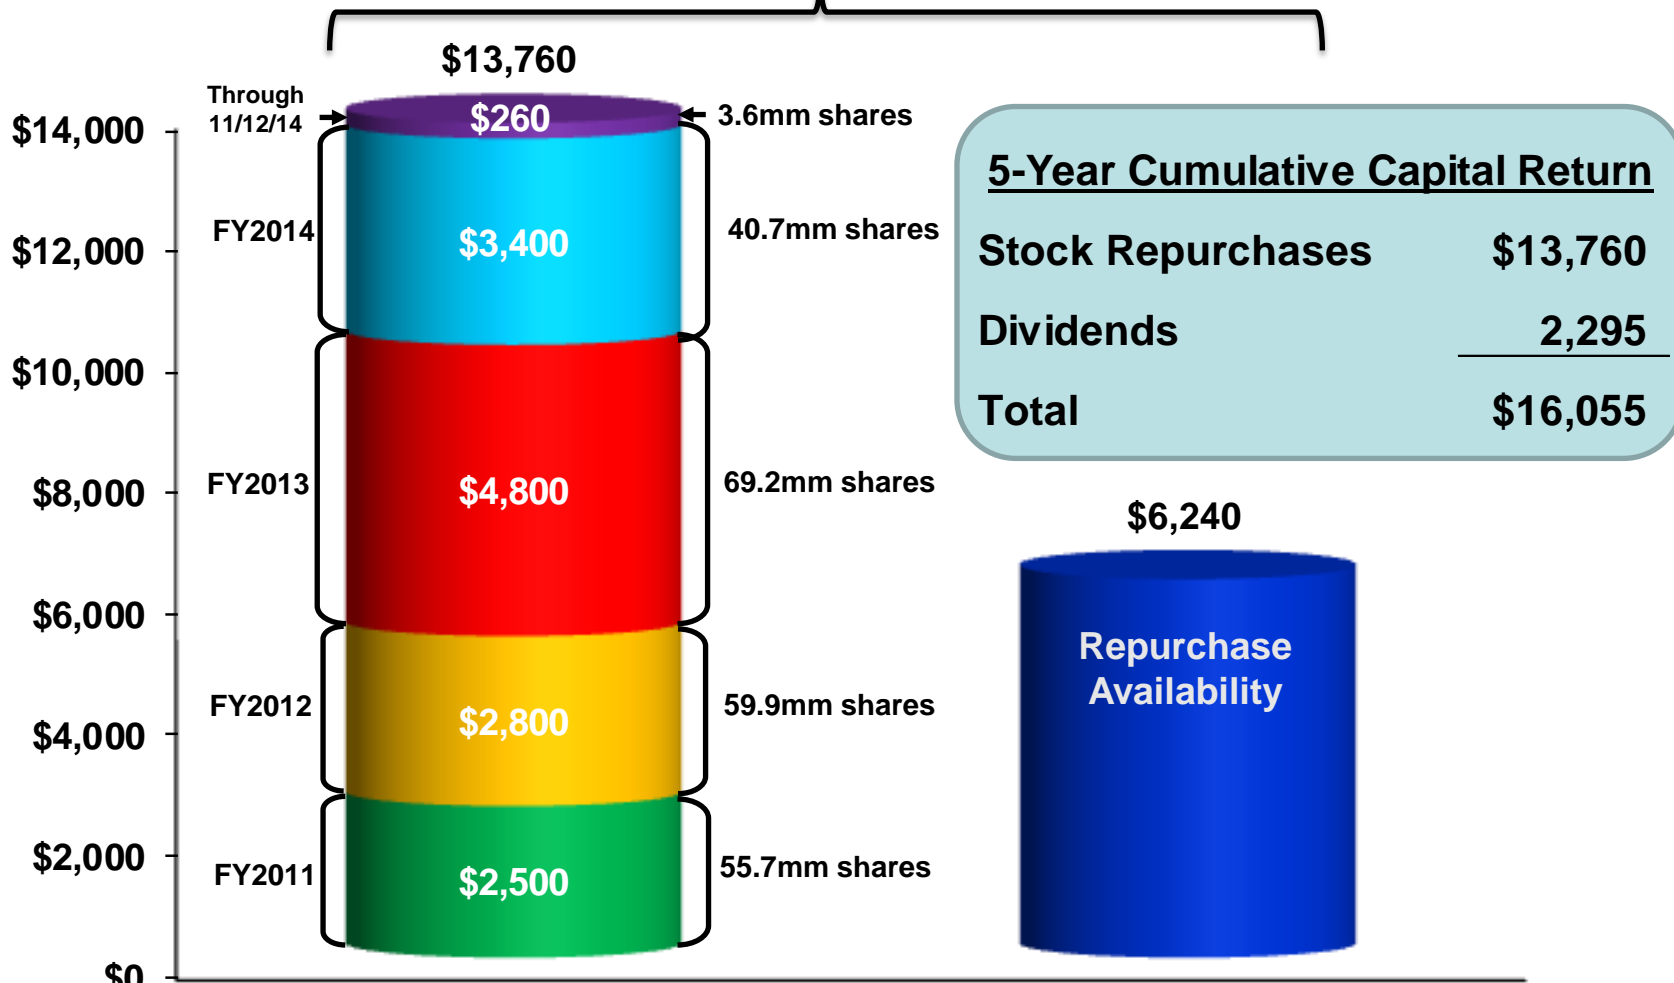 $13,760
Through
11/12/14
$260
3.6mm shares
$14,000
FY2014
$3,400
40.7mm shares
$12,000
$10,000
FY2013
$4,800
69.2mm shares
$8,000
$6,000
FY2012
$2,800
59.9mm shares
$4,000
$2,000
FY2011
$2,500
55.7mm shares
$0
5-Year Cumulative Capital Return
Stock Repurchases $13,760
Dividends 2,295
Total $16,055
$6,240
Repurchase
Availability